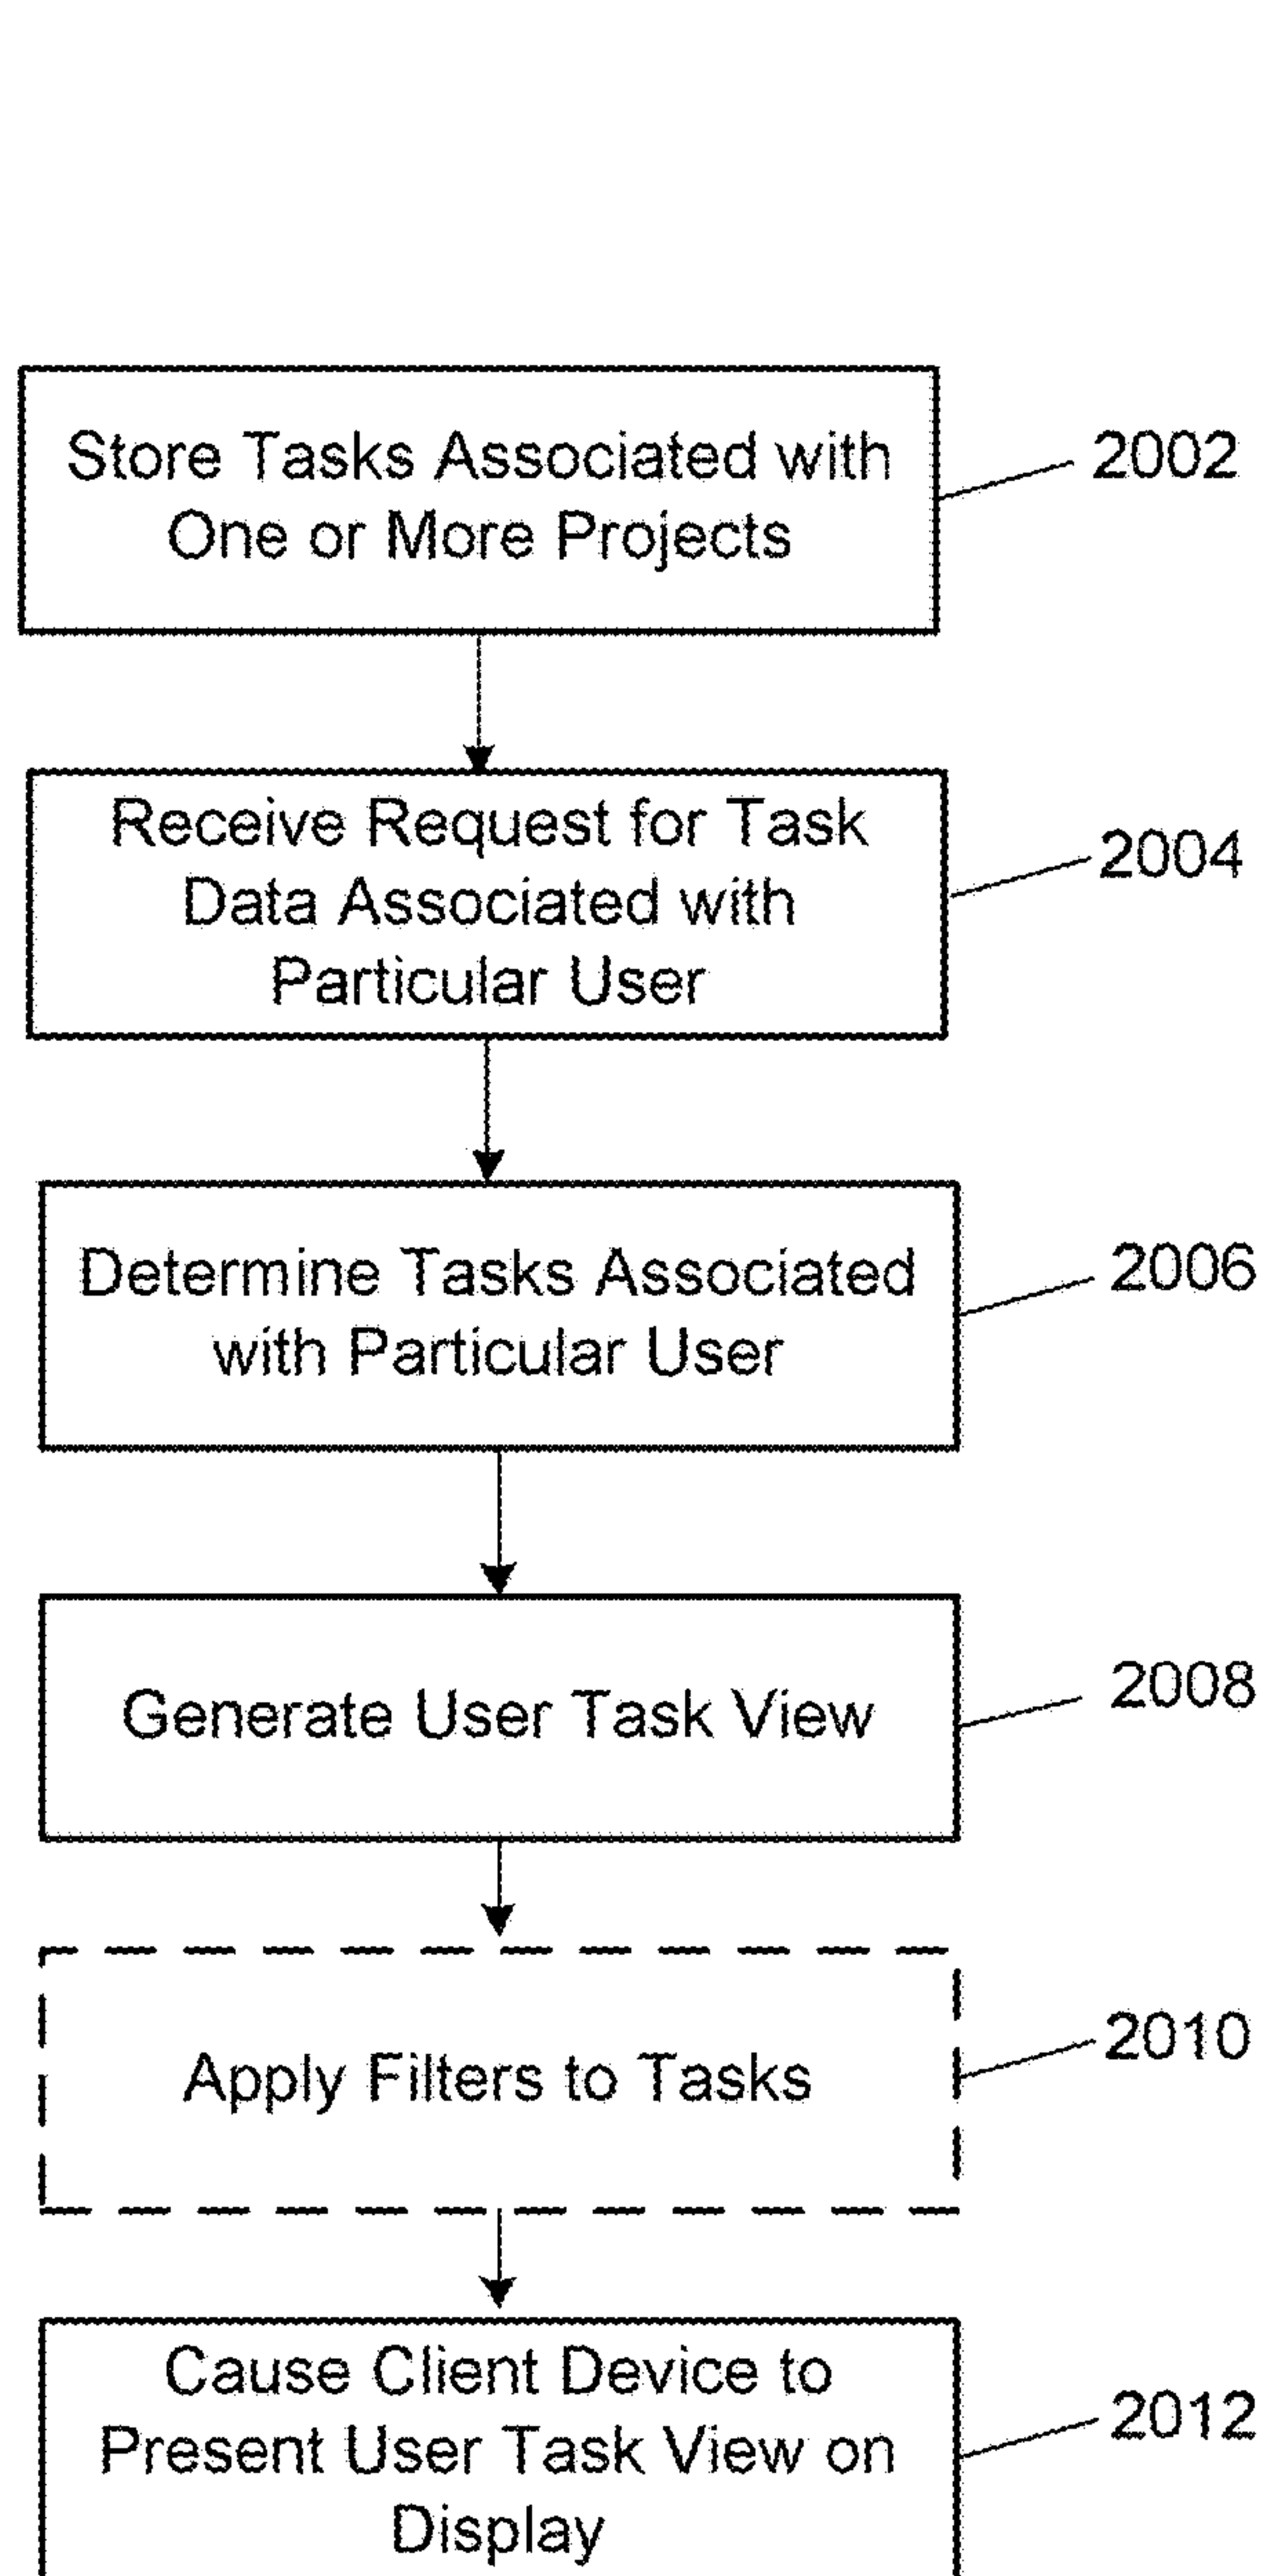 Store Tasks Associated with
One or More Projects
2002
Receive Request for Task
Data Associated with
Particular User
2004
Determine Tasks Associated
with Particular User
2006
Generate User Task View
2008
Apply Filters to Tasks
2010
Cause Client Device to
Present User Task View on
Display
2012